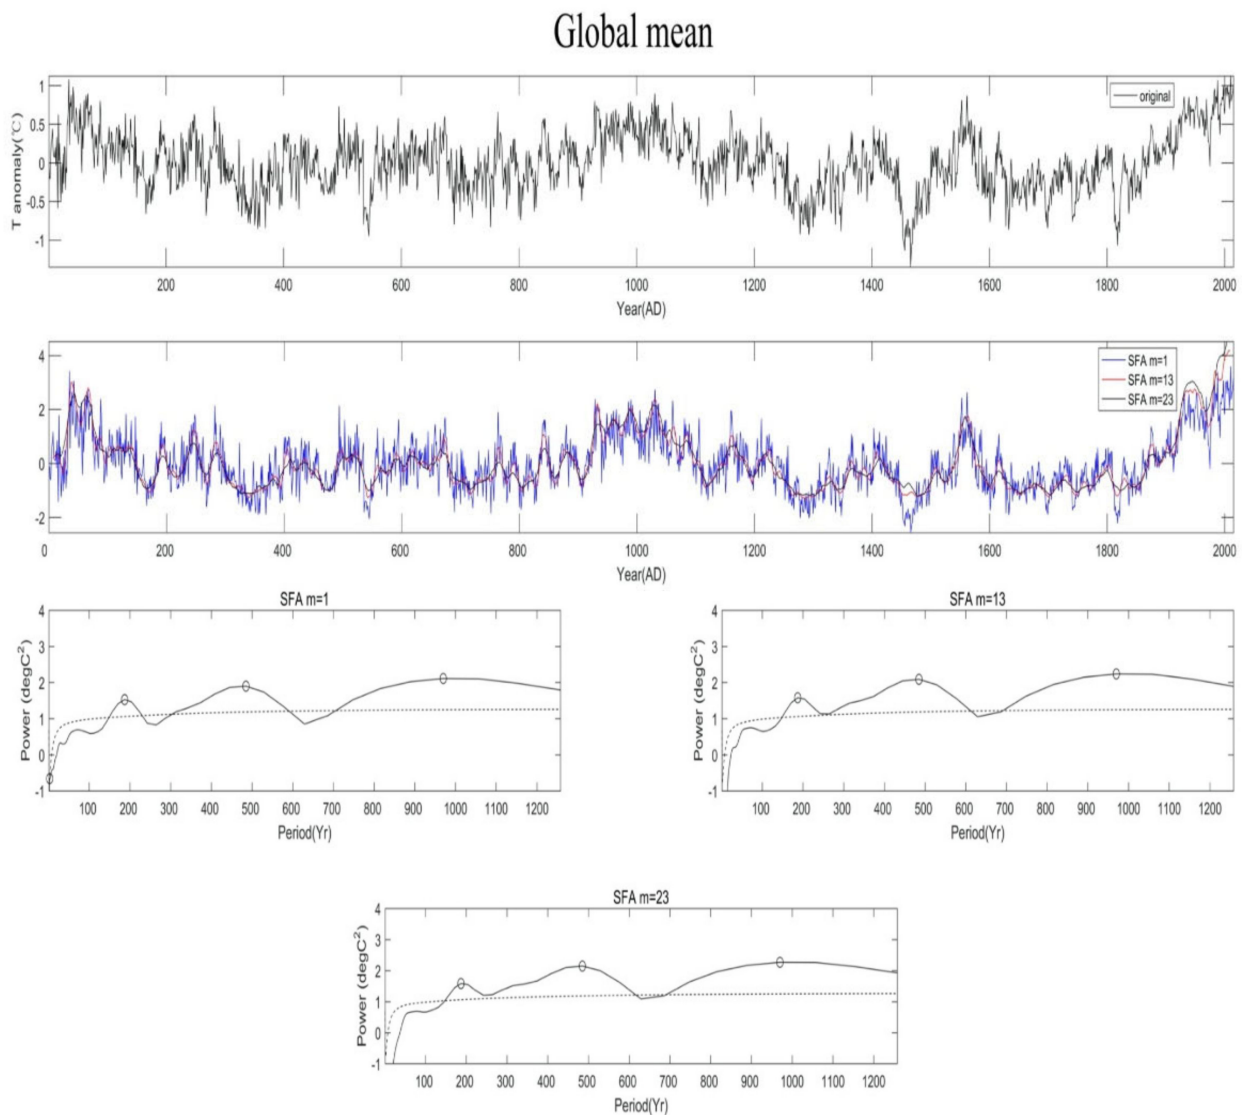 Global mean
1
0.5
0
-0.5
-1
T anomaly(℃)
original
200 400 600 800 1000 1200 1400 1600 1800 2000
Year(AD)
4
2
0
-2
SFA m=1
SFA m=13
SFA m=23
0 200 400 600 800 1000 1200 1400 1600 1800 2000
Year(AD)
SFA m=1
4
3
2
1
0
-1
Power (degC²)
100 200 300 400 500 600 700 800 900 1000 1100 1200
Period(Yr)
SFA m=13
4
3
2
1
0
-1
Power (degC²)
100 200 300 400 500 600 700 800 900 1000 1100 1200
Period(Yr)
SFA m=23
4
3
2
1
0
-1
Power (degC²)
100 200 300 400 500 600 700 800 900 1000 1100 1200
Period(Yr)